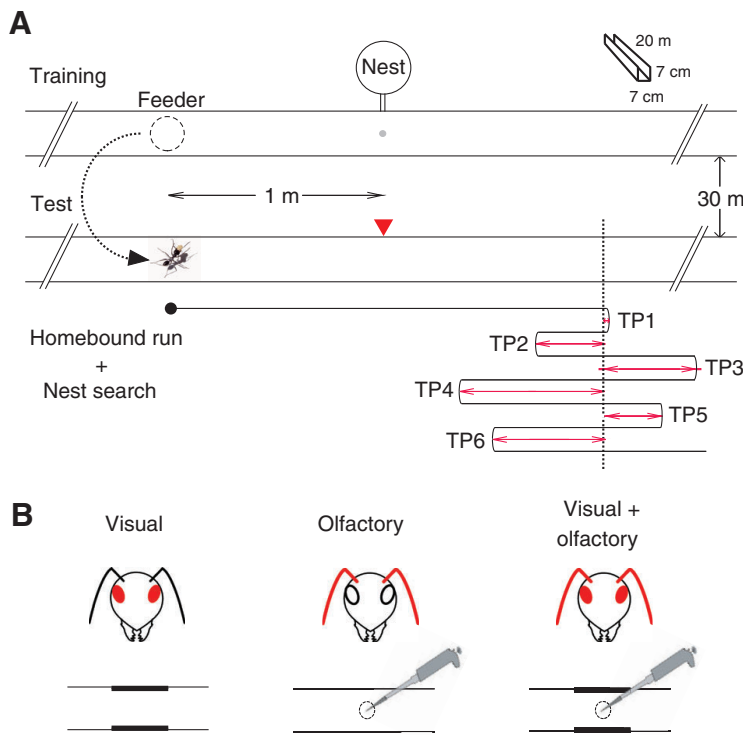 A
Training
Feeder
Nest
20 m
7 cm
7 cm
Test
1 m
30 m
Homebound run
+
Nest search
TP1
TP2
TP3
TP4
TP5
TP6
B
Visual
Olfactory
Visual +
olfactory